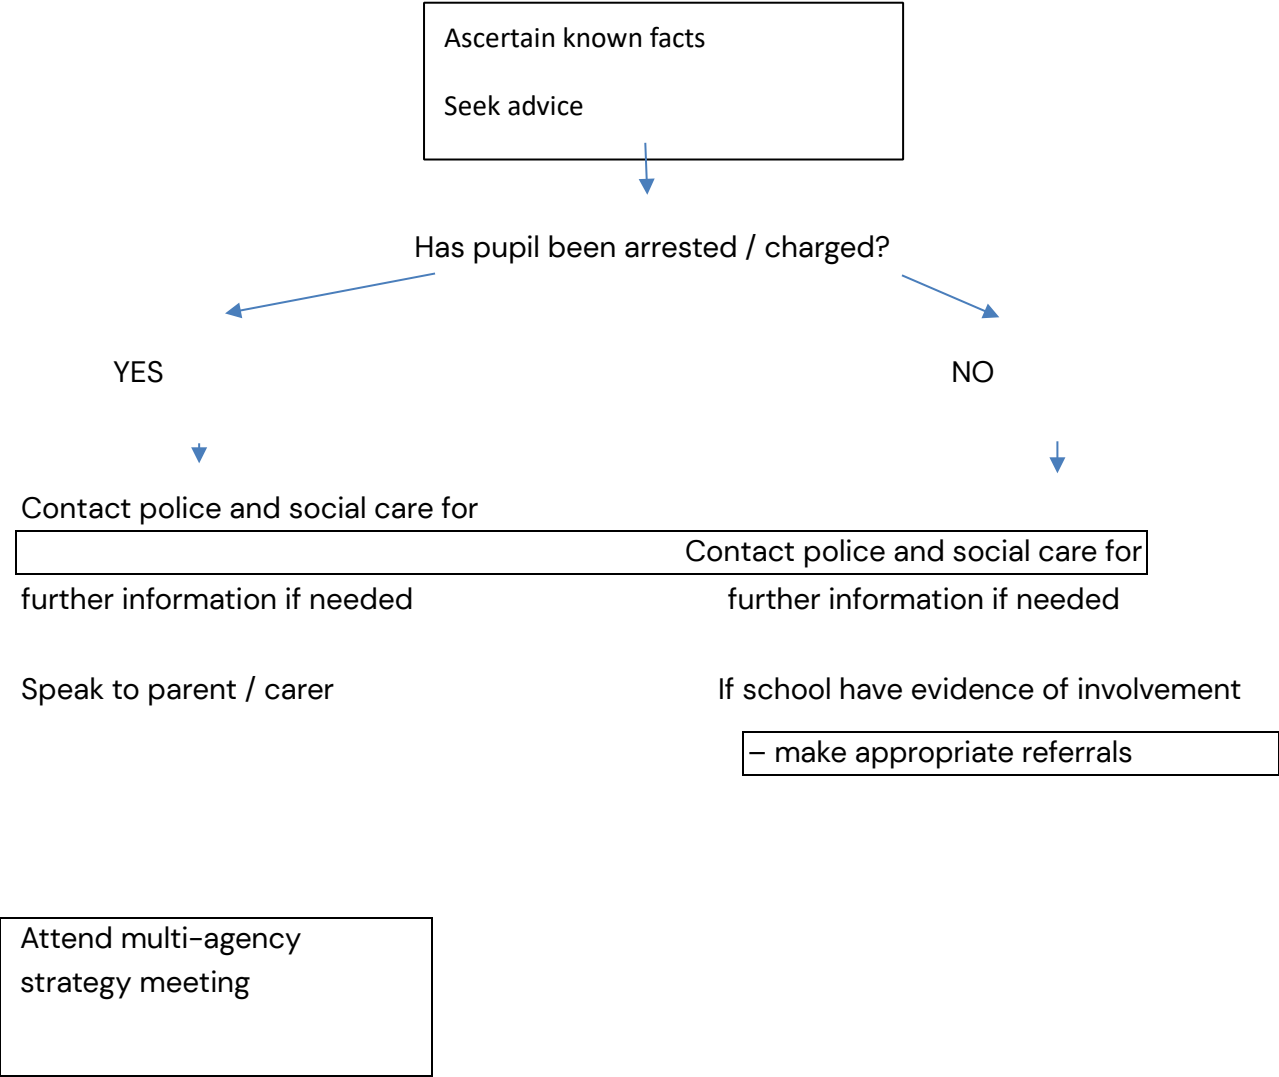 Ascertain known facts
Seek advice
Has pupil been arrested / charged?
YES
NO
Contact police and social care for
Contact police and social care for
further information if needed
further information if needed
Speak to parent / carer
If school have evidence of involvement
– make appropriate referrals
Attend multi-agency
strategy meeting